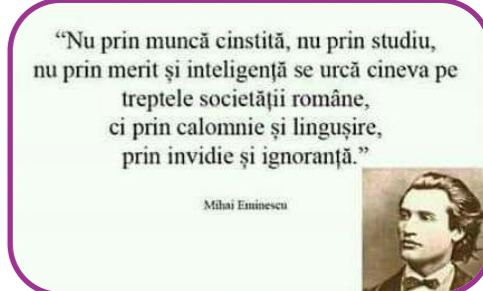 “Nu prin muncă cinstită, nu prin studiu,
nu prin merit și inteligență se urcă cineva pe
treptele societății române,
ci prin calomnie și lingușire,
prin invidie și ignoranță.”
Mihai Eminescu